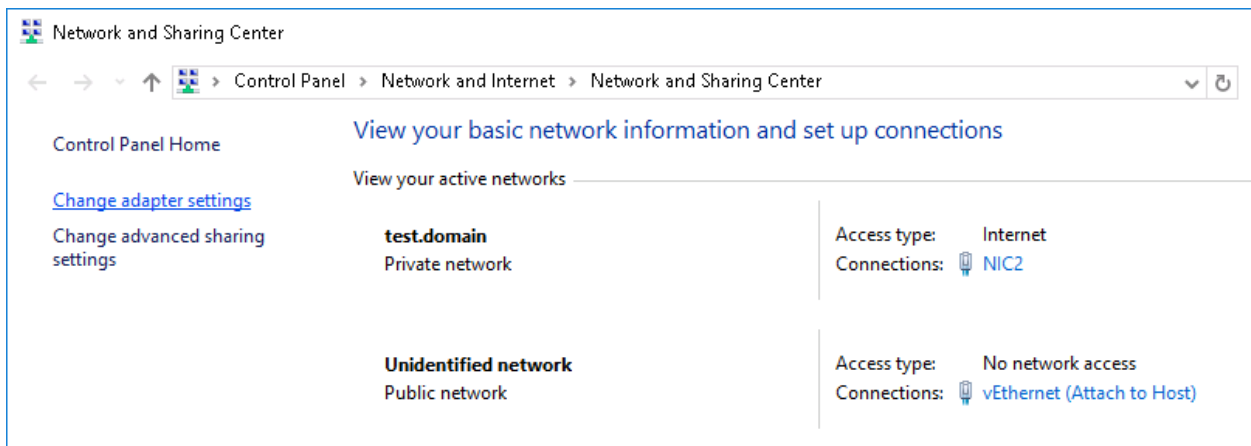 Network and Sharing Center
Control Panel > Network and Internet > Network and Sharing Center
Control Panel Home
Change adapter settings
Change advanced sharing
settings
View your basic network information and set up connections
View your active networks
test.domain
Private network
Access type: Internet
Connections: NIC2
Unidentified network
Public network
Access type: No network access
Connections: vEthernet (Attach to Host)